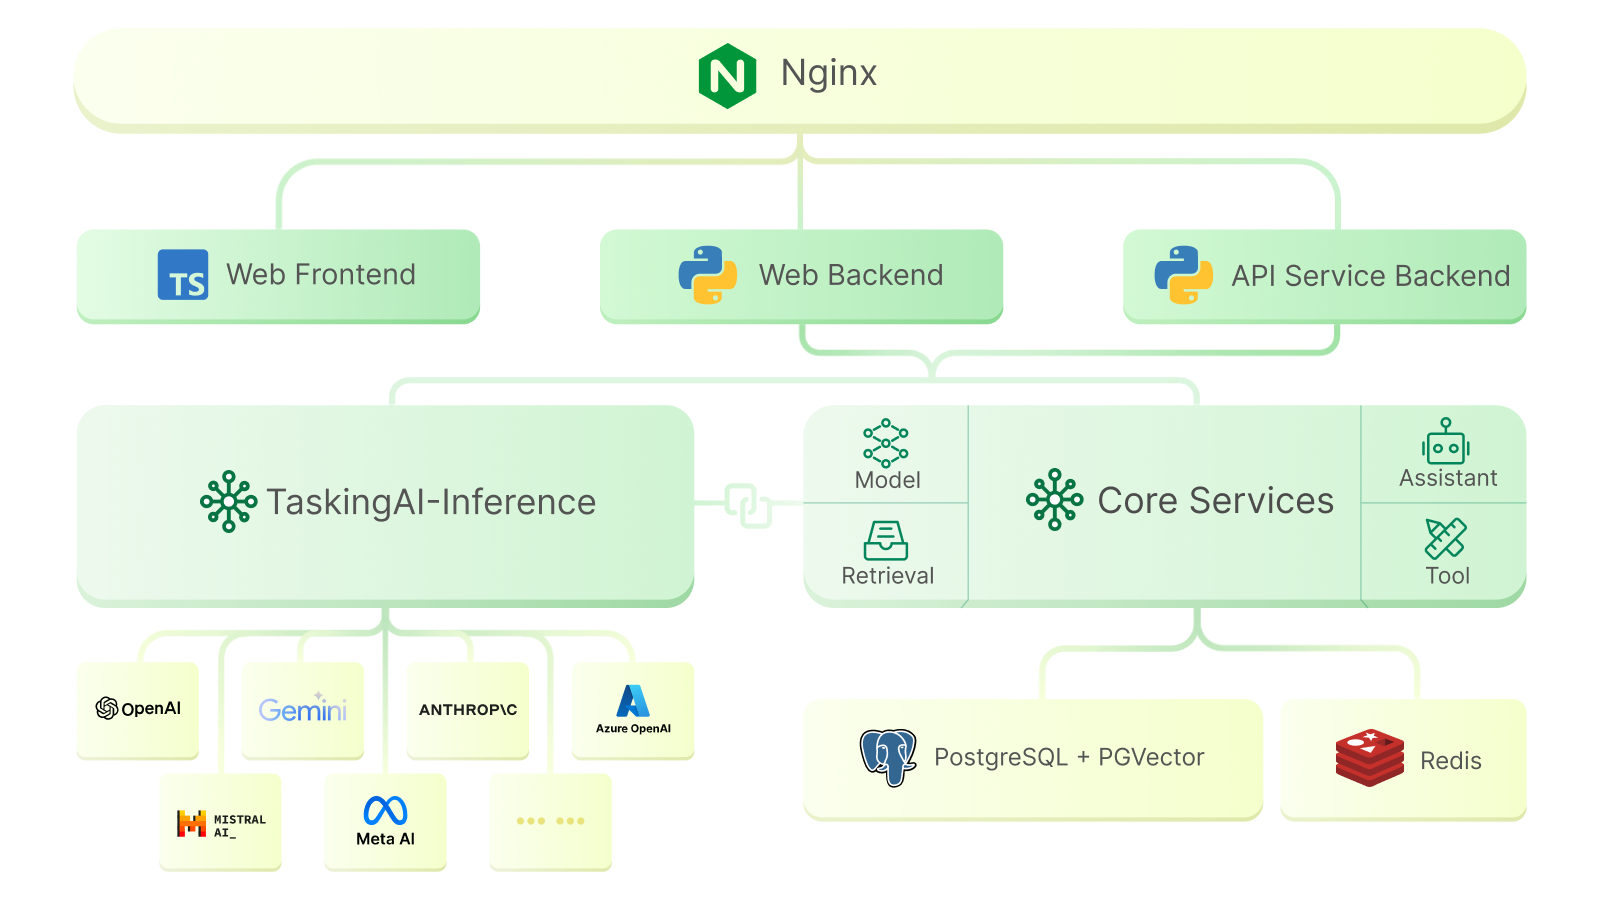 Nginx
TS Web Frontend
Web Backend
API Service Backend
TaskingAI-Inference
Model
Retrieval
Core Services
Assistant
Tool
OpenAI
Gemini
ANTHROP\C
Azure OpenAI
MISTRAL
AI_
Meta AI
PostgreSQL + PGVector
Redis